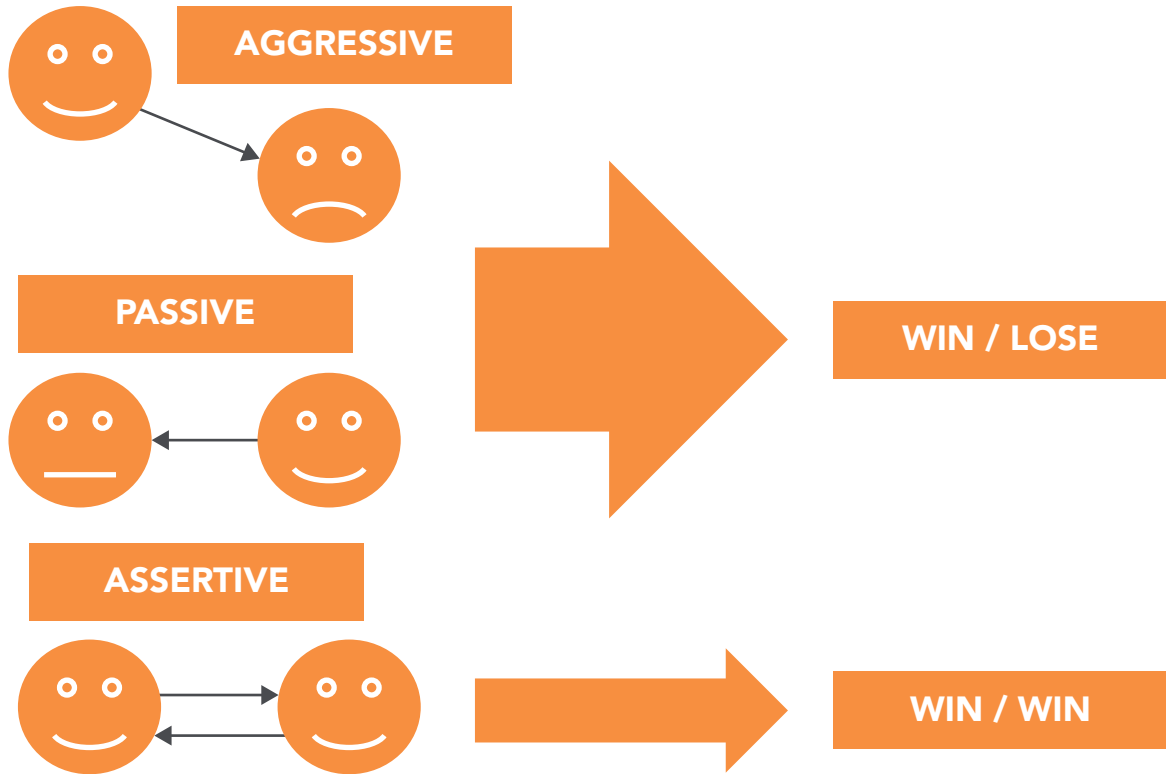 AGGRESSIVE
PASSIVE
WIN / LOSE
ASSERTIVE
WIN / WIN